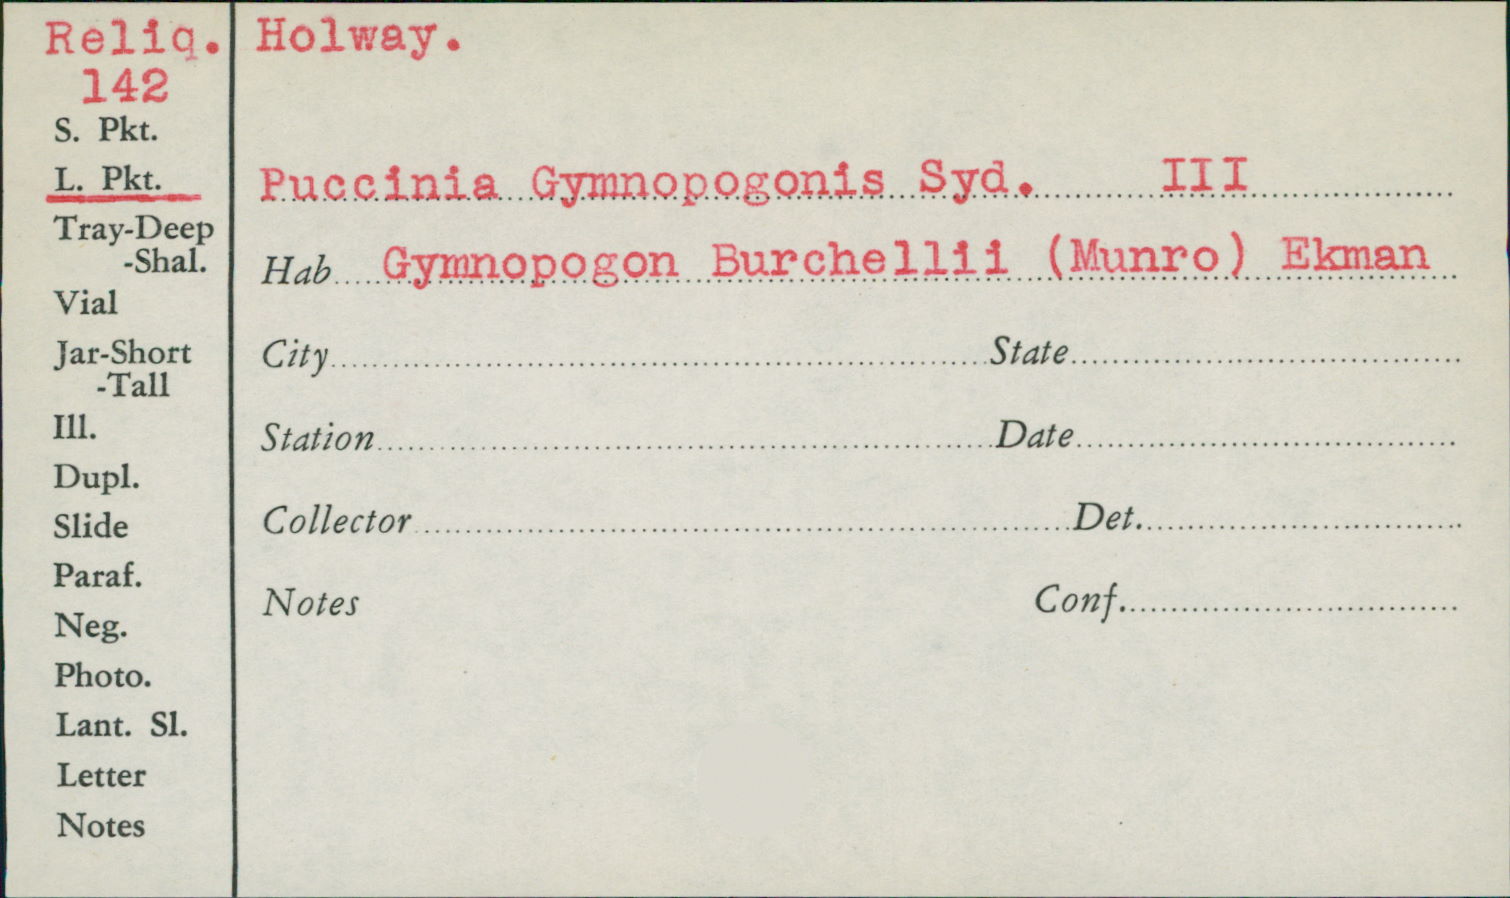 Reliq. Holway.
142
S. Pkt.
L. Pkt.
Puccinia Gymnopogonis Syd. III
Tray-Deep
-Shal.
Hab Gymnopogon Burchellii (Munro) Ekman
Vial
Jar-Short
-Tall
City State
Ill.
Station Date
Dupl.
Slide
Collector Det.
Paraf.
Notes Conf.
Neg.
Photo.
Lant. Sl.
Letter
Notes